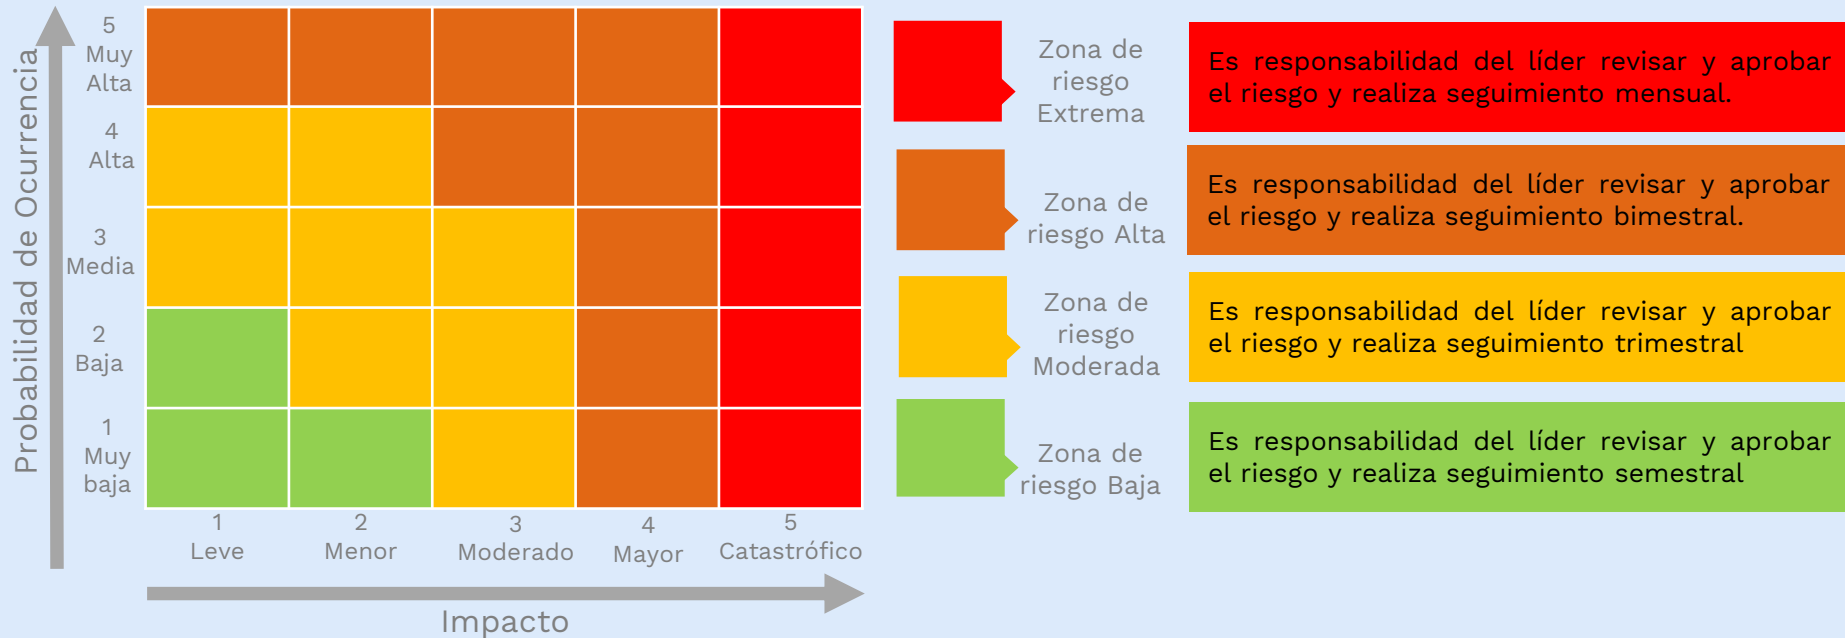 Probabilidad de Ocurrencia
5
Muy
Alta
4
Alta
3
Media
2
Baja
1
Muy
baja
1
Leve
2
Menor
3
Moderado
4
Mayor
5
Catastrófico
Impacto
Zona de
riesgo
Extrema
Es responsabilidad del líder revisar y aprobar
el riesgo y realiza seguimiento mensual.
Zona de
riesgo Alta
Es responsabilidad del líder revisar y aprobar
el riesgo y realiza seguimiento bimestral.
Zona de
riesgo
Moderada
Es responsabilidad del líder revisar y aprobar
el riesgo y realiza seguimiento trimestral
Zona de
riesgo Baja
Es responsabilidad del líder revisar y aprobar
el riesgo y realiza seguimiento semestral